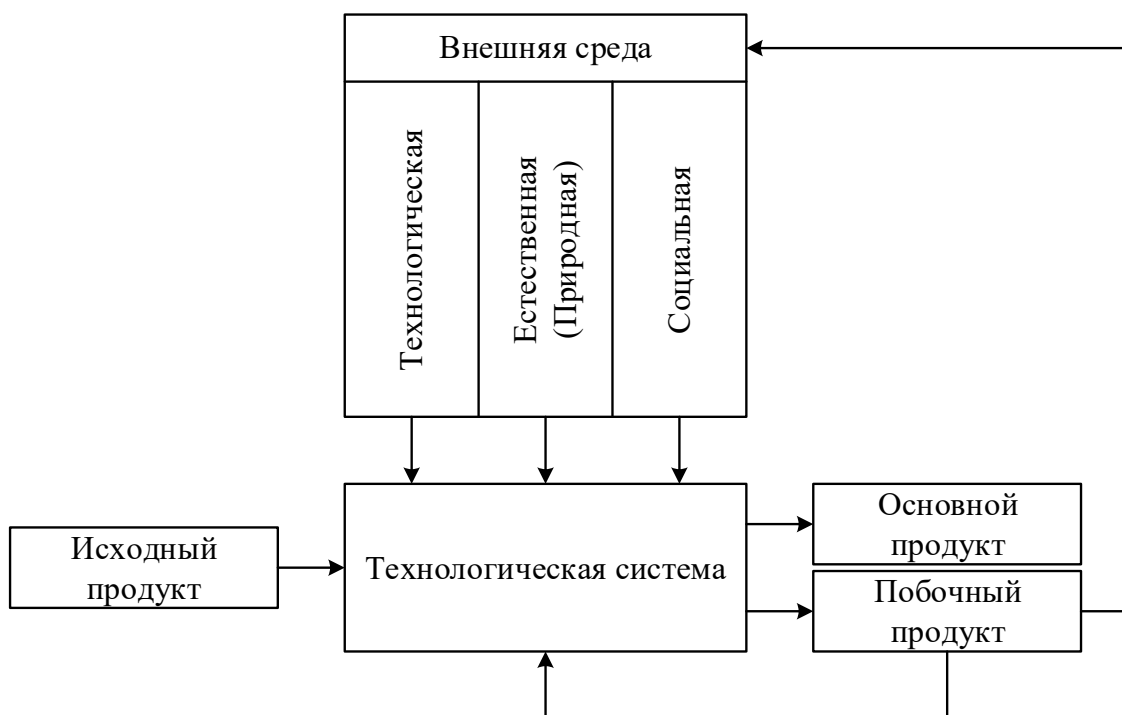 Внешняя среда
Технологическая
Естественная
(Природная)
Социальная
Исходный
продукт
Технологическая система
Основной
продукт
Побочный
продукт